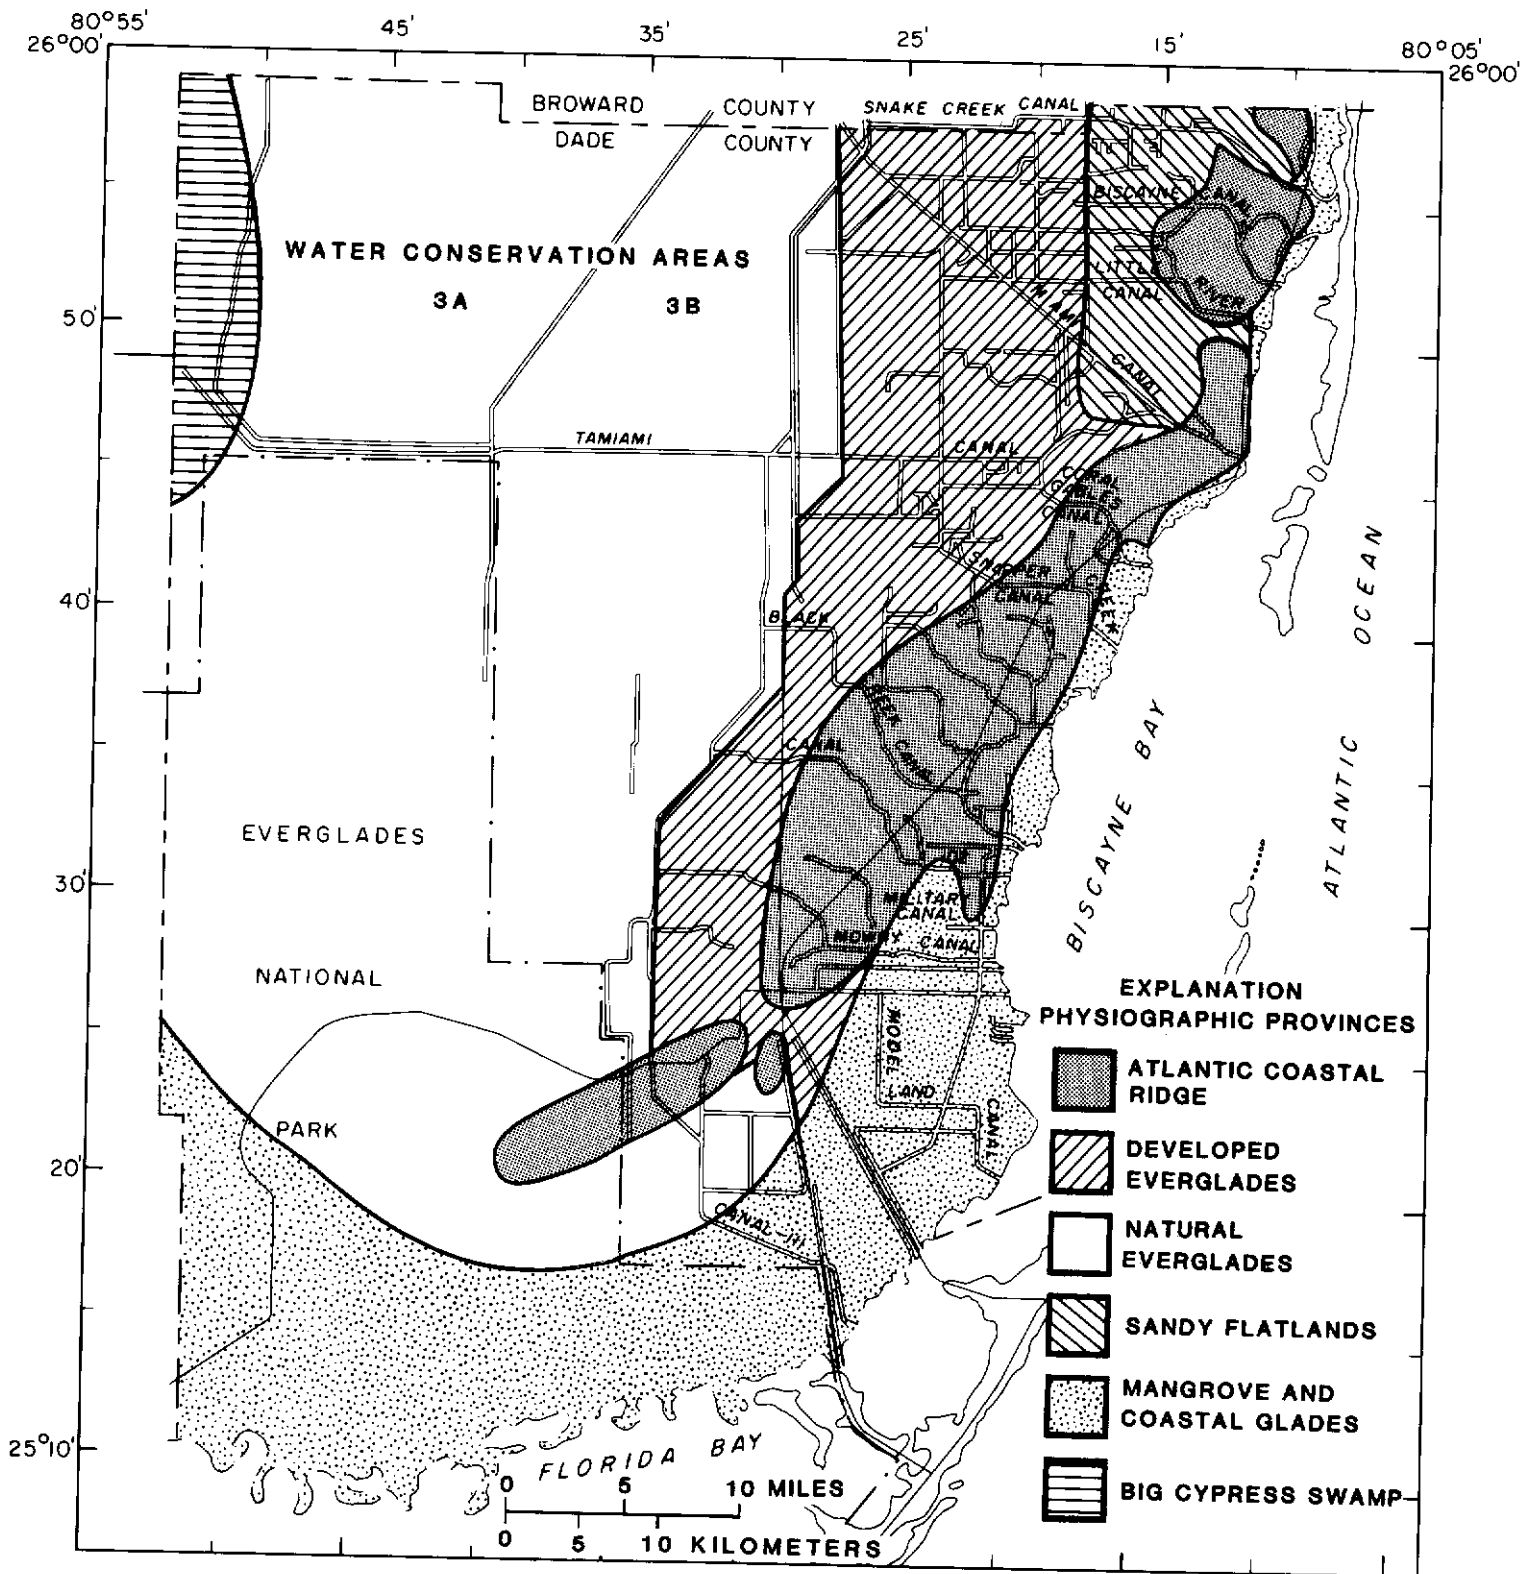 80°55'
45'
35'
25'
15'
80°05'
26°00'
26°00'
BROWARD COUNTY
DADE COUNTY
SNAKE CREEK CANAL
BISCAYNE CANAL
WATER CONSERVATION AREAS
3A
3B
LITTLE RIVER
CANAL
MIAMI CANAL
50'
TAMIAMI CANAL
CORAL
GABLES
CANAL
SNAPPER CREEK
CANAL
40'
BLACK CREEK CANAL
CANAL
ATLANTIC OCEAN
BISCAYNE BAY
EVERGLADES
NATIONAL
PARK
30'
MILITARY
CANAL
MOWRY CANAL
MODEL LAND CANAL
20'
CANAL-111
25°10'
FLORIDA BAY
0 5 10 MILES
0 5 10 KILOMETERS
EXPLANATION
PHYSIOGRAPHIC PROVINCES
ATLANTIC COASTAL
RIDGE
DEVELOPED
EVERGLADES
NATURAL
EVERGLADES
SANDY FLATLANDS
MANGROVE AND
COASTAL GLADES
BIG CYPRESS SWAMP